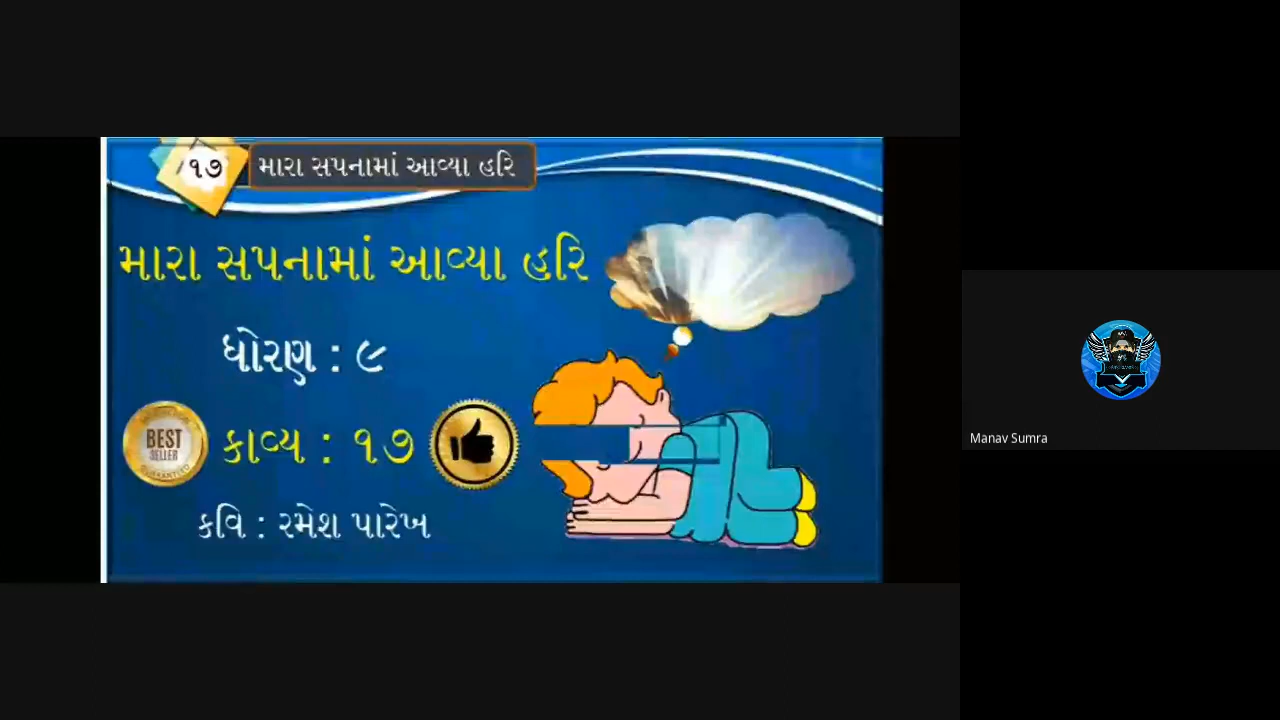 ૧૭
મારા સપનામાં આવ્યા હરિ
મારા સપનામાં આવ્યા હરિ
ધોરણ : ૯
BEST
SELLER
કાવ્ય : ૧૭
કવિ : રમેશ પારેખ
Manav Sumra